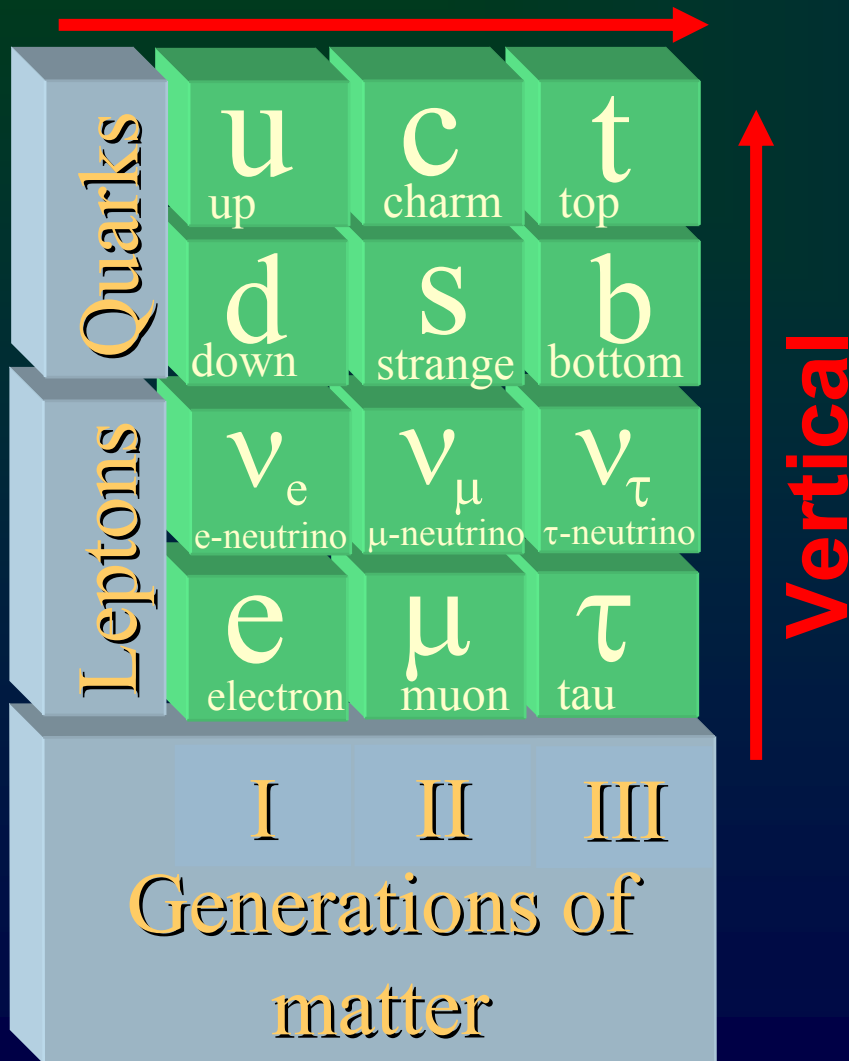 Quarks
u
up
c
charm
t
top
d
down
s
strange
b
bottom
Leptons
νe
e-neutrino
νμ
μ-neutrino
ντ
τ-neutrino
e
electron
μ
muon
τ
tau
I
II
III
Generations of
matter
Vertical